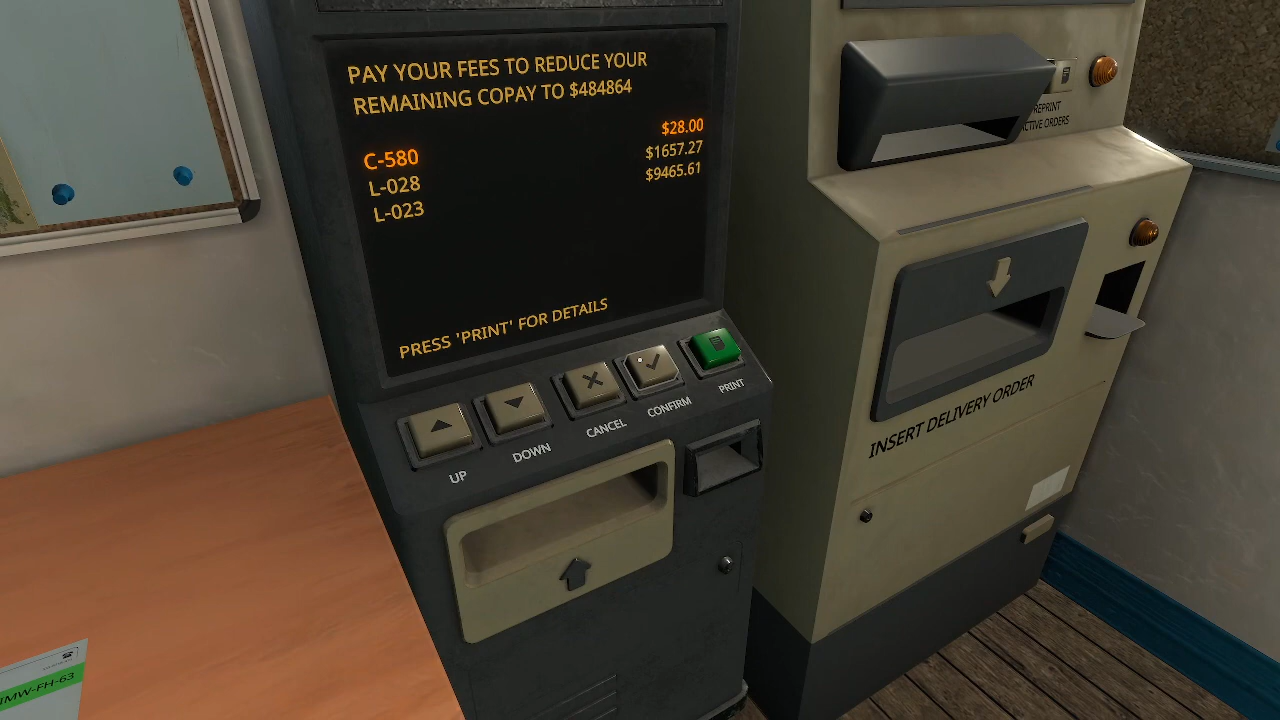 PAY YOUR FEES TO REDUCE YOUR
REMAINING COPAY TO $484864
C-580 $28.00
L-028 $1657.27
L-023 $9465.61
PRESS 'PRINT' FOR DETAILS
UP
DOWN
CANCEL
CONFIRM
PRINT
REPRINT
ACTIVE ORDERS
INSERT DELIVERY ORDER
MW-FH-63